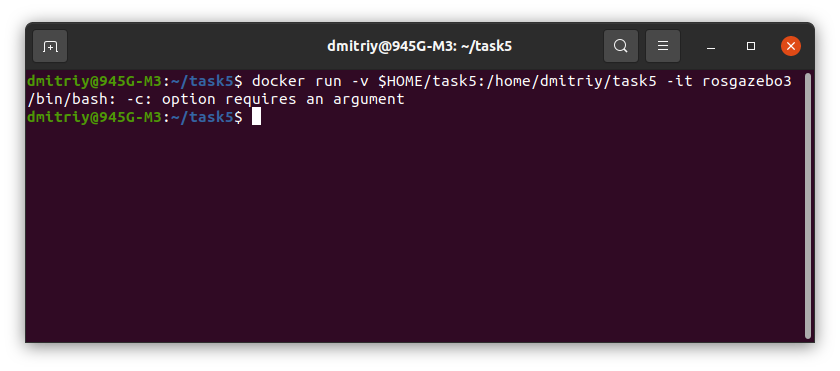 dmitriy@945G-M3: ~/task5
dmitriy@945G-M3:~/task5$ docker run -v $HOME/task5:/home/dmitriy/task5 -it rosgazebo3
/bin/bash: -c: option requires an argument
dmitriy@945G-M3:~/task5$